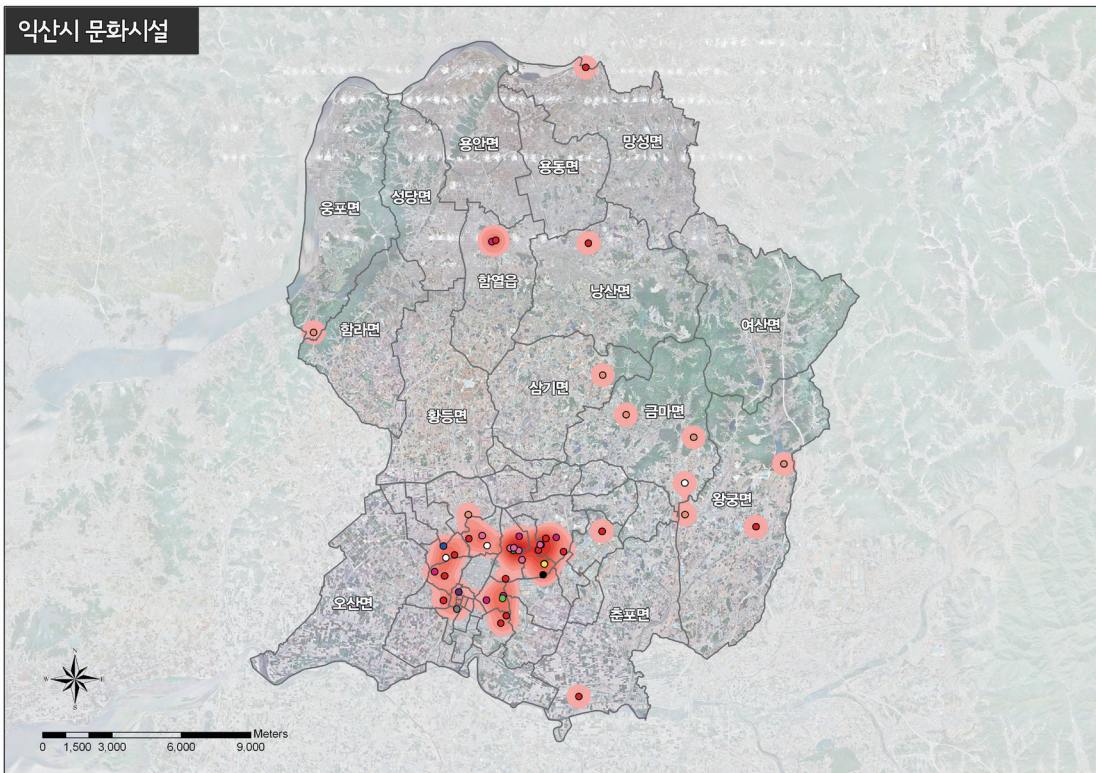 익산시 문화시설
용안면
망성면
용동면
성당면
웅포면
함열읍
낭산면
여산면
함라면
삼기면
금마면
황등면
왕궁면
오산면
춘포면
N
W
E
S
Meters
0 1,500 3,000 6,000 9,000